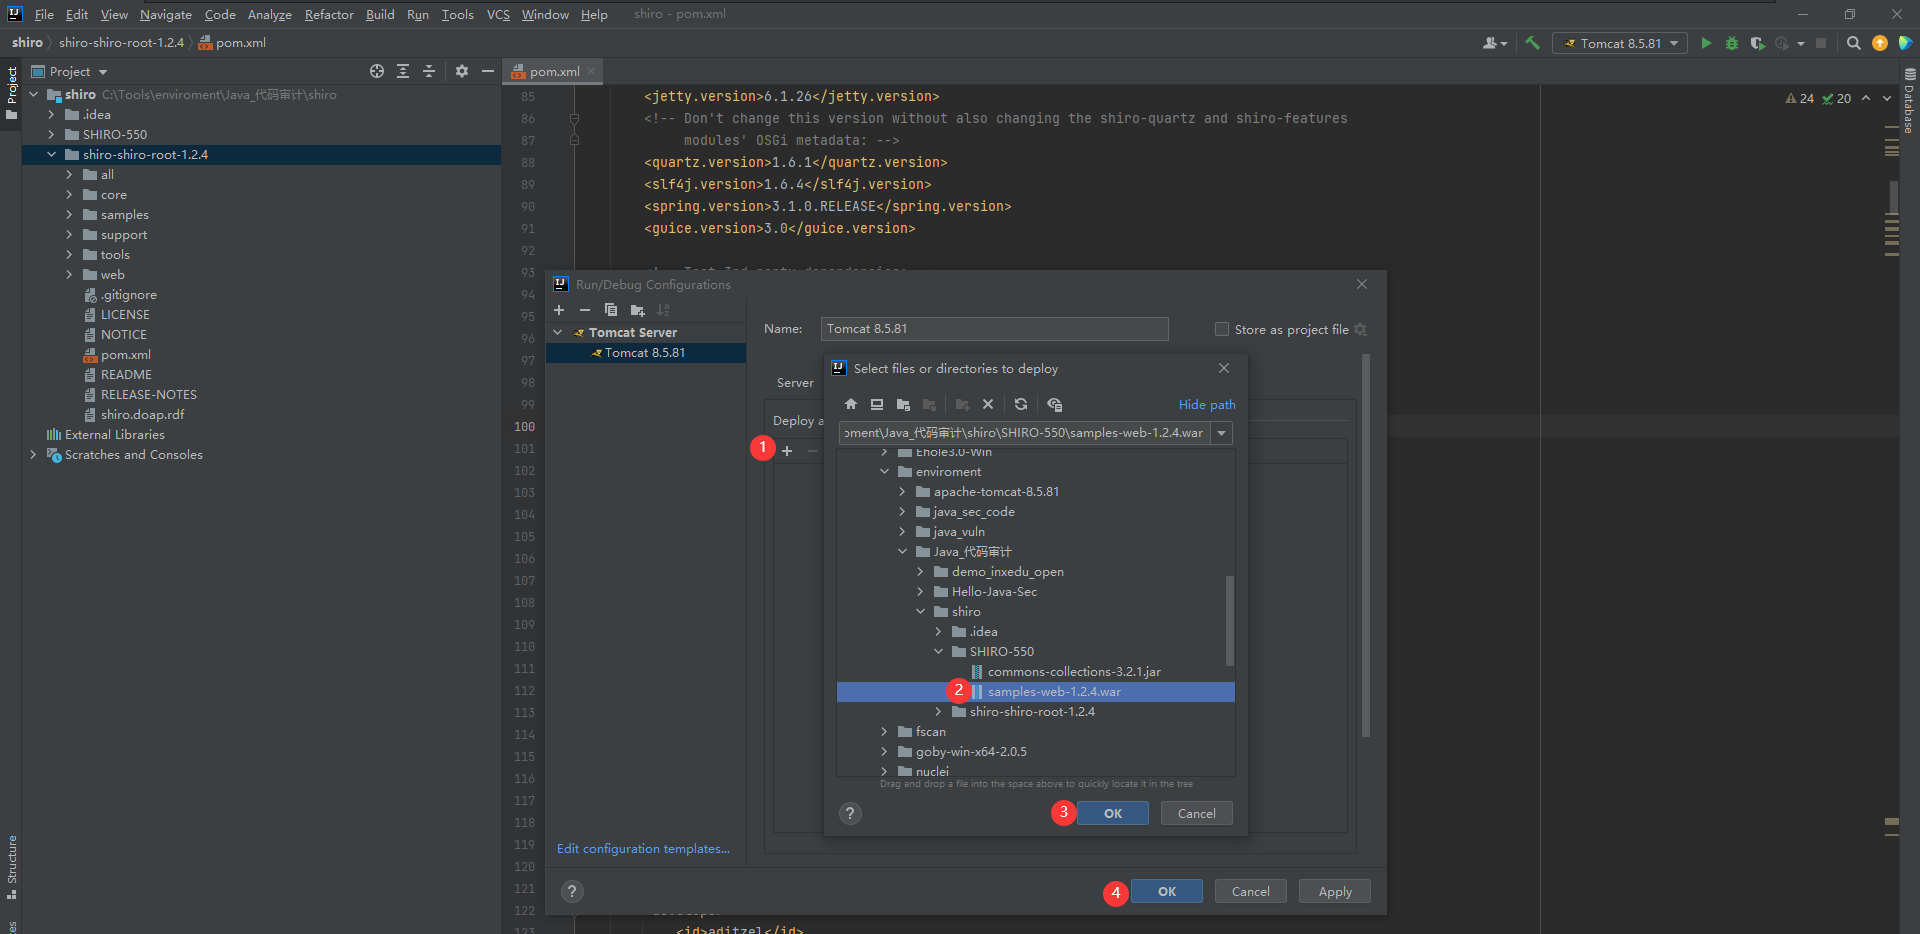 File Edit View Navigate Code Analyze Refactor Build Run Tools VCS Window Help shiro - pom.xml
shiro shiro-shiro-root-1.2.4 pom.xml
Tomcat 8.5.81
Project
Project
pom.xml
shiro C:\Tools\enviroment\Java_代码审计\shiro
.idea
SHIRO-550
shiro-shiro-root-1.2.4
all
core
samples
support
tools
web
.gitignore
LICENSE
NOTICE
pom.xml
README
RELEASE-NOTES
shiro.doap.rdf
External Libraries
Scratches and Consoles
Structure
85 <jetty.version>6.1.26</jetty.version>
86 <!-- Don't change this version without also changing the shiro-quartz and shiro-features
87 modules' OSGi metadata: -->
88 <quartz.version>1.6.1</quartz.version>
89 <slf4j.version>1.6.4</slf4j.version>
90 <spring.version>3.1.0.RELEASE</spring.version>
91 <guice.version>3.0</guice.version>
92
93
94
95
96
97
98
99
100
101
102
103
104
105
106
107
108
109
110
111
112
113
114
115
116
117
118
119
120
121
122
123 <id>aditzel</id>
24 20
Database
Run/Debug Configurations
Tomcat Server
Tomcat 8.5.81
Name: Tomcat 8.5.81 Store as project file
Server
Deploy a
1
Edit configuration templates...
4 OK Cancel Apply
Select files or directories to deploy
Hide path
oment\Java_代码审计\shiro\SHIRO-550\samples-web-1.2.4.war
Ehole3.0-Win
enviroment
apache-tomcat-8.5.81
java_sec_code
java_vuln
Java_代码审计
demo_inxedu_open
Hello-Java-Sec
shiro
.idea
SHIRO-550
commons-collections-3.2.1.jar
2 samples-web-1.2.4.war
shiro-shiro-root-1.2.4
fscan
goby-win-x64-2.0.5
nuclei
Drag and drop a file into the space above to quickly locate it in the tree
3 OK Cancel